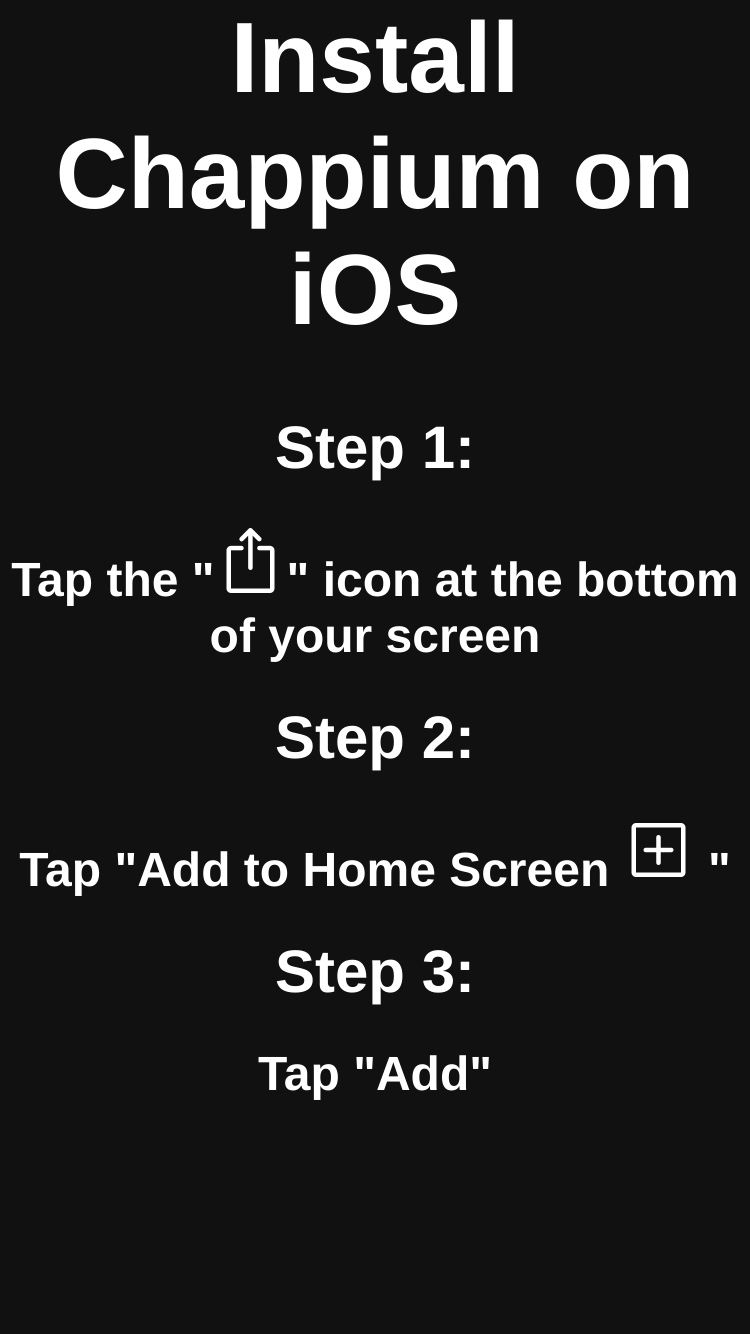 Install
Chappium on
iOS
Step 1:
Tap the " " icon at the bottom
of your screen
Step 2:
Tap "Add to Home Screen "
Step 3:
Tap "Add"